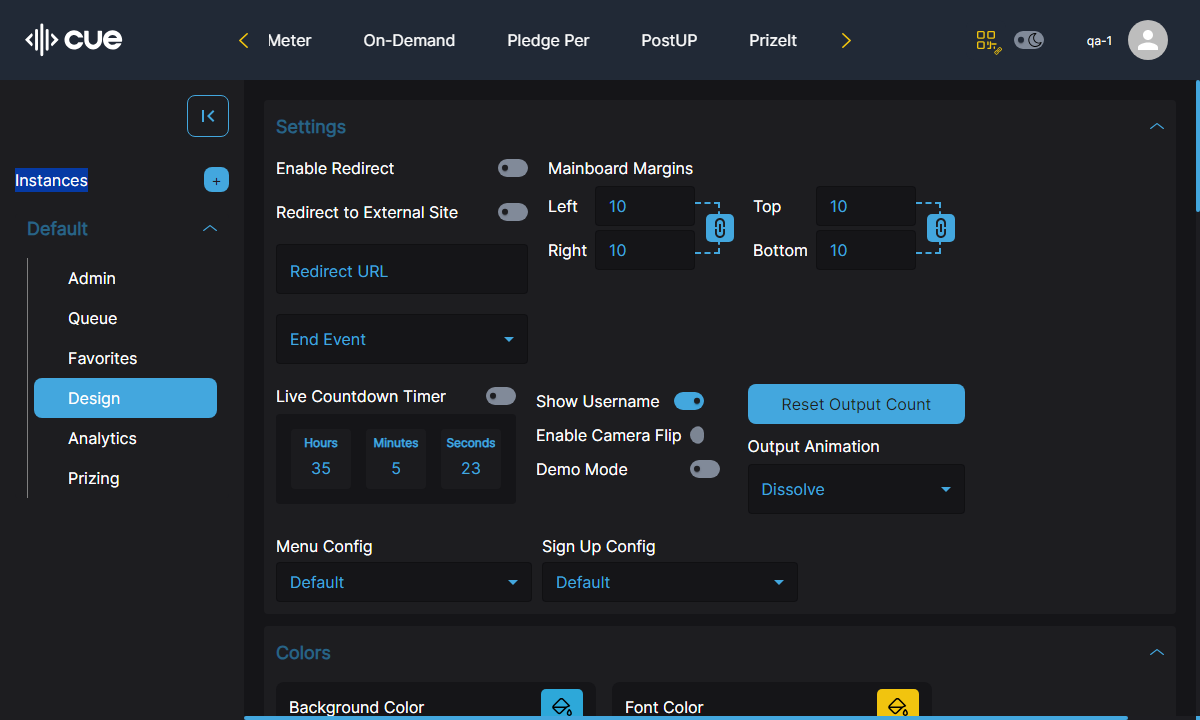 cue
Meter On-Demand Pledge Per PostUP PrizeIt
qa-1
Instances
+
Default
Admin
Queue
Favorites
Design
Analytics
Prizing
Settings
Enable Redirect
Redirect to External Site
Redirect URL
End Event
Mainboard Margins
Left 10
Top 10
Right 10
Bottom 10
Live Countdown Timer
Hours Minutes Seconds
35 5 23
Show Username
Enable Camera Flip
Demo Mode
Reset Output Count
Output Animation
Dissolve
Menu Config
Default
Sign Up Config
Default
Colors
Background Color
Font Color